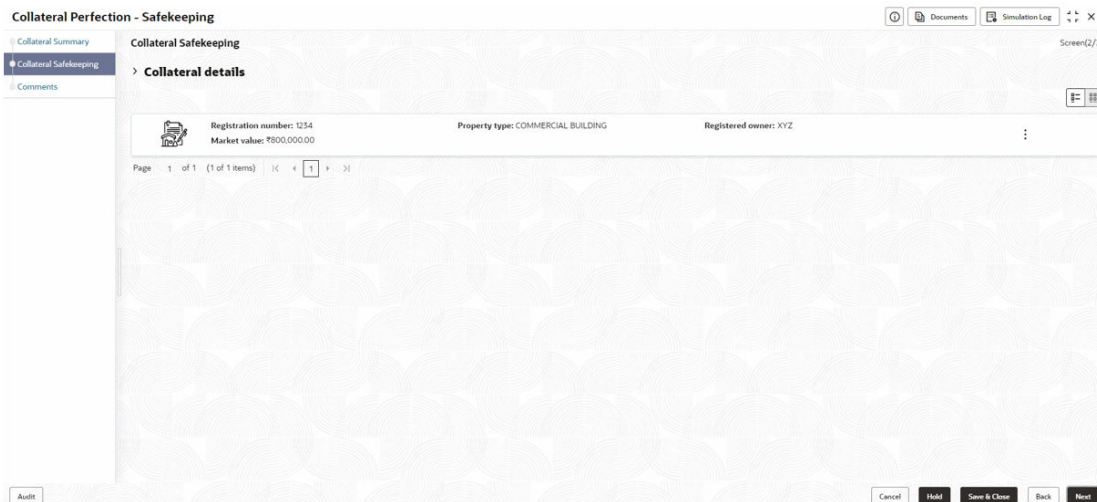 Collateral Perfection - Safekeeping
Documents
Simulation Log
Collateral Summary
Collateral Safekeeping
Comments
Collateral Safekeeping
Screen(2/
Collateral details
Registration number: 1234
Property type: COMMERCIAL BUILDING
Registered owner: XYZ
Market value: ₹800,000.00
Page 1 of 1 (1 of 1 items) 1
Audit
Cancel
Hold
Save & Close
Back
Next